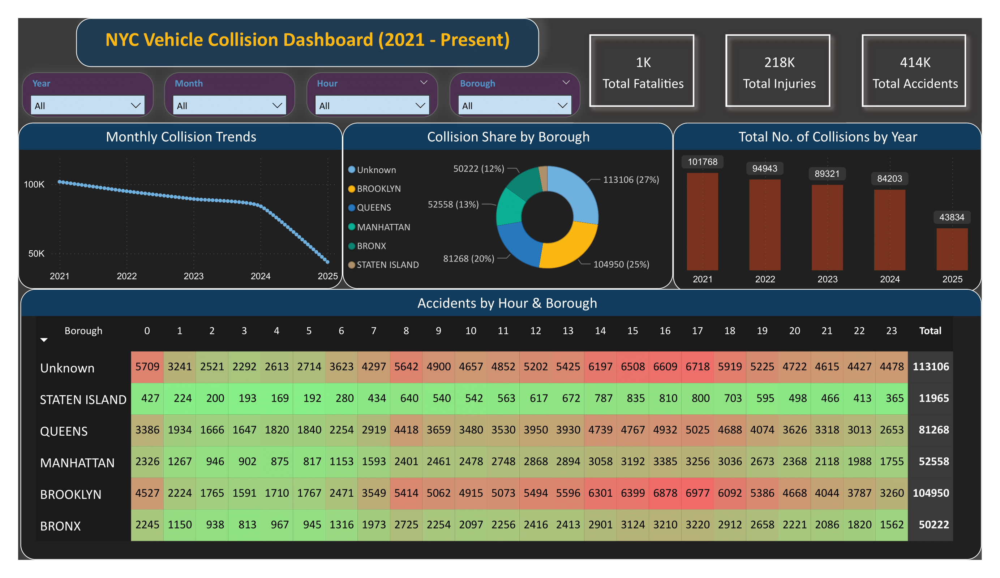 NYC Vehicle Collision Dashboard (2021 - Present)
1K
Total Fatalities
218K
Total Injuries
414K
Total Accidents
Year
All
Month
All
Hour
All
Borough
All
Monthly Collision Trends
100K
50K
2021 2022 2023 2024 2025
Collision Share by Borough
Unknown
BROOKLYN
QUEENS
MANHATTAN
BRONX
STATEN ISLAND
50222 (12%)
113106 (27%)
52558 (13%)
81268 (20%)
104950 (25%)
Total No. of Collisions by Year
101768
94943
89321
84203
43834
2021 2022 2023 2024 2025
Accidents by Hour & Borough
Borough 0 1 2 3 4 5 6 7 8 9 10 11 12 13 14 15 16 17 18 19 20 21 22 23 Total
Unknown 5709 3241 2521 2292 2613 2714 3623 4297 5642 4900 4657 4852 5202 5425 6197 6508 6609 6718 5919 5225 4722 4615 4427 4478 113106
STATEN ISLAND 427 224 200 193 169 192 280 434 640 540 542 563 617 672 787 835 810 800 703 595 498 466 413 365 11965
QUEENS 3386 1934 1666 1647 1820 1840 2254 2919 4418 3659 3480 3530 3950 3930 4739 4767 4932 5025 4688 4074 3626 3318 3013 2653 81268
MANHATTAN 2326 1267 946 902 875 817 1153 1593 2401 2461 2478 2748 2868 2894 3058 3192 3385 3256 3036 2673 2368 2118 1988 1755 52558
BROOKLYN 4527 2224 1765 1591 1710 1767 2471 3549 5414 5062 4915 5073 5494 5596 6301 6399 6878 6977 6092 5386 4668 4044 3787 3260 104950
BRONX 2245 1150 938 813 967 945 1316 1973 2725 2254 2097 2256 2416 2413 2901 3124 3210 3220 2912 2658 2221 2086 1820 1562 50222